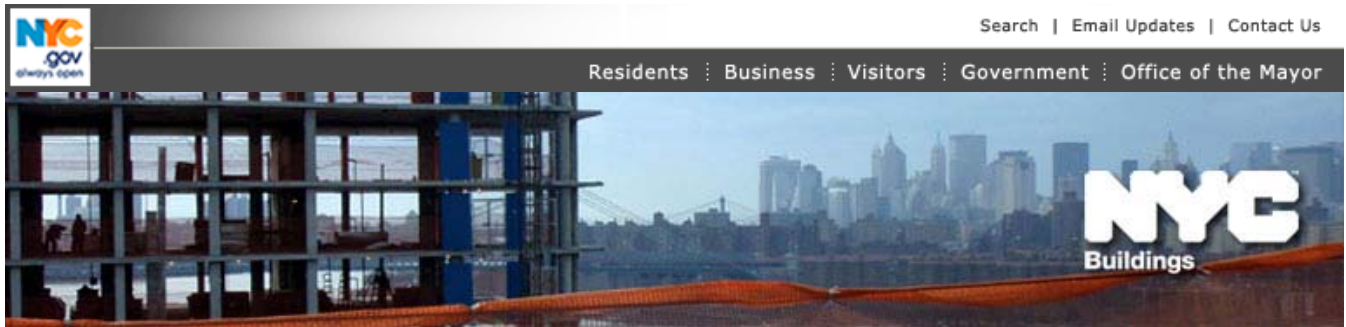 NYC
.gov
always open
Search | Email Updates | Contact Us
Residents Business Visitors Government Office of the Mayor
NYC
Buildings